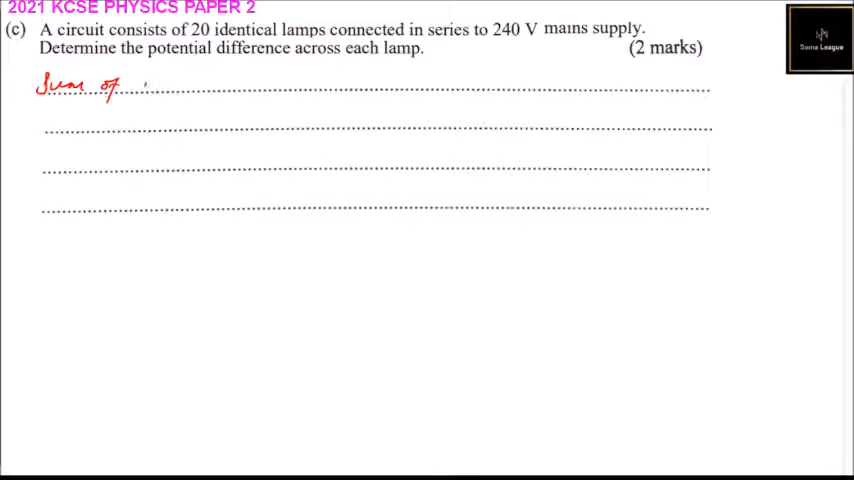 2021 KCSE PHYSICS PAPER 2
(c) A circuit consists of 20 identical lamps connected in series to 240 V mains supply.
Determine the potential difference across each lamp. (2 marks)
Soma League
Sum of